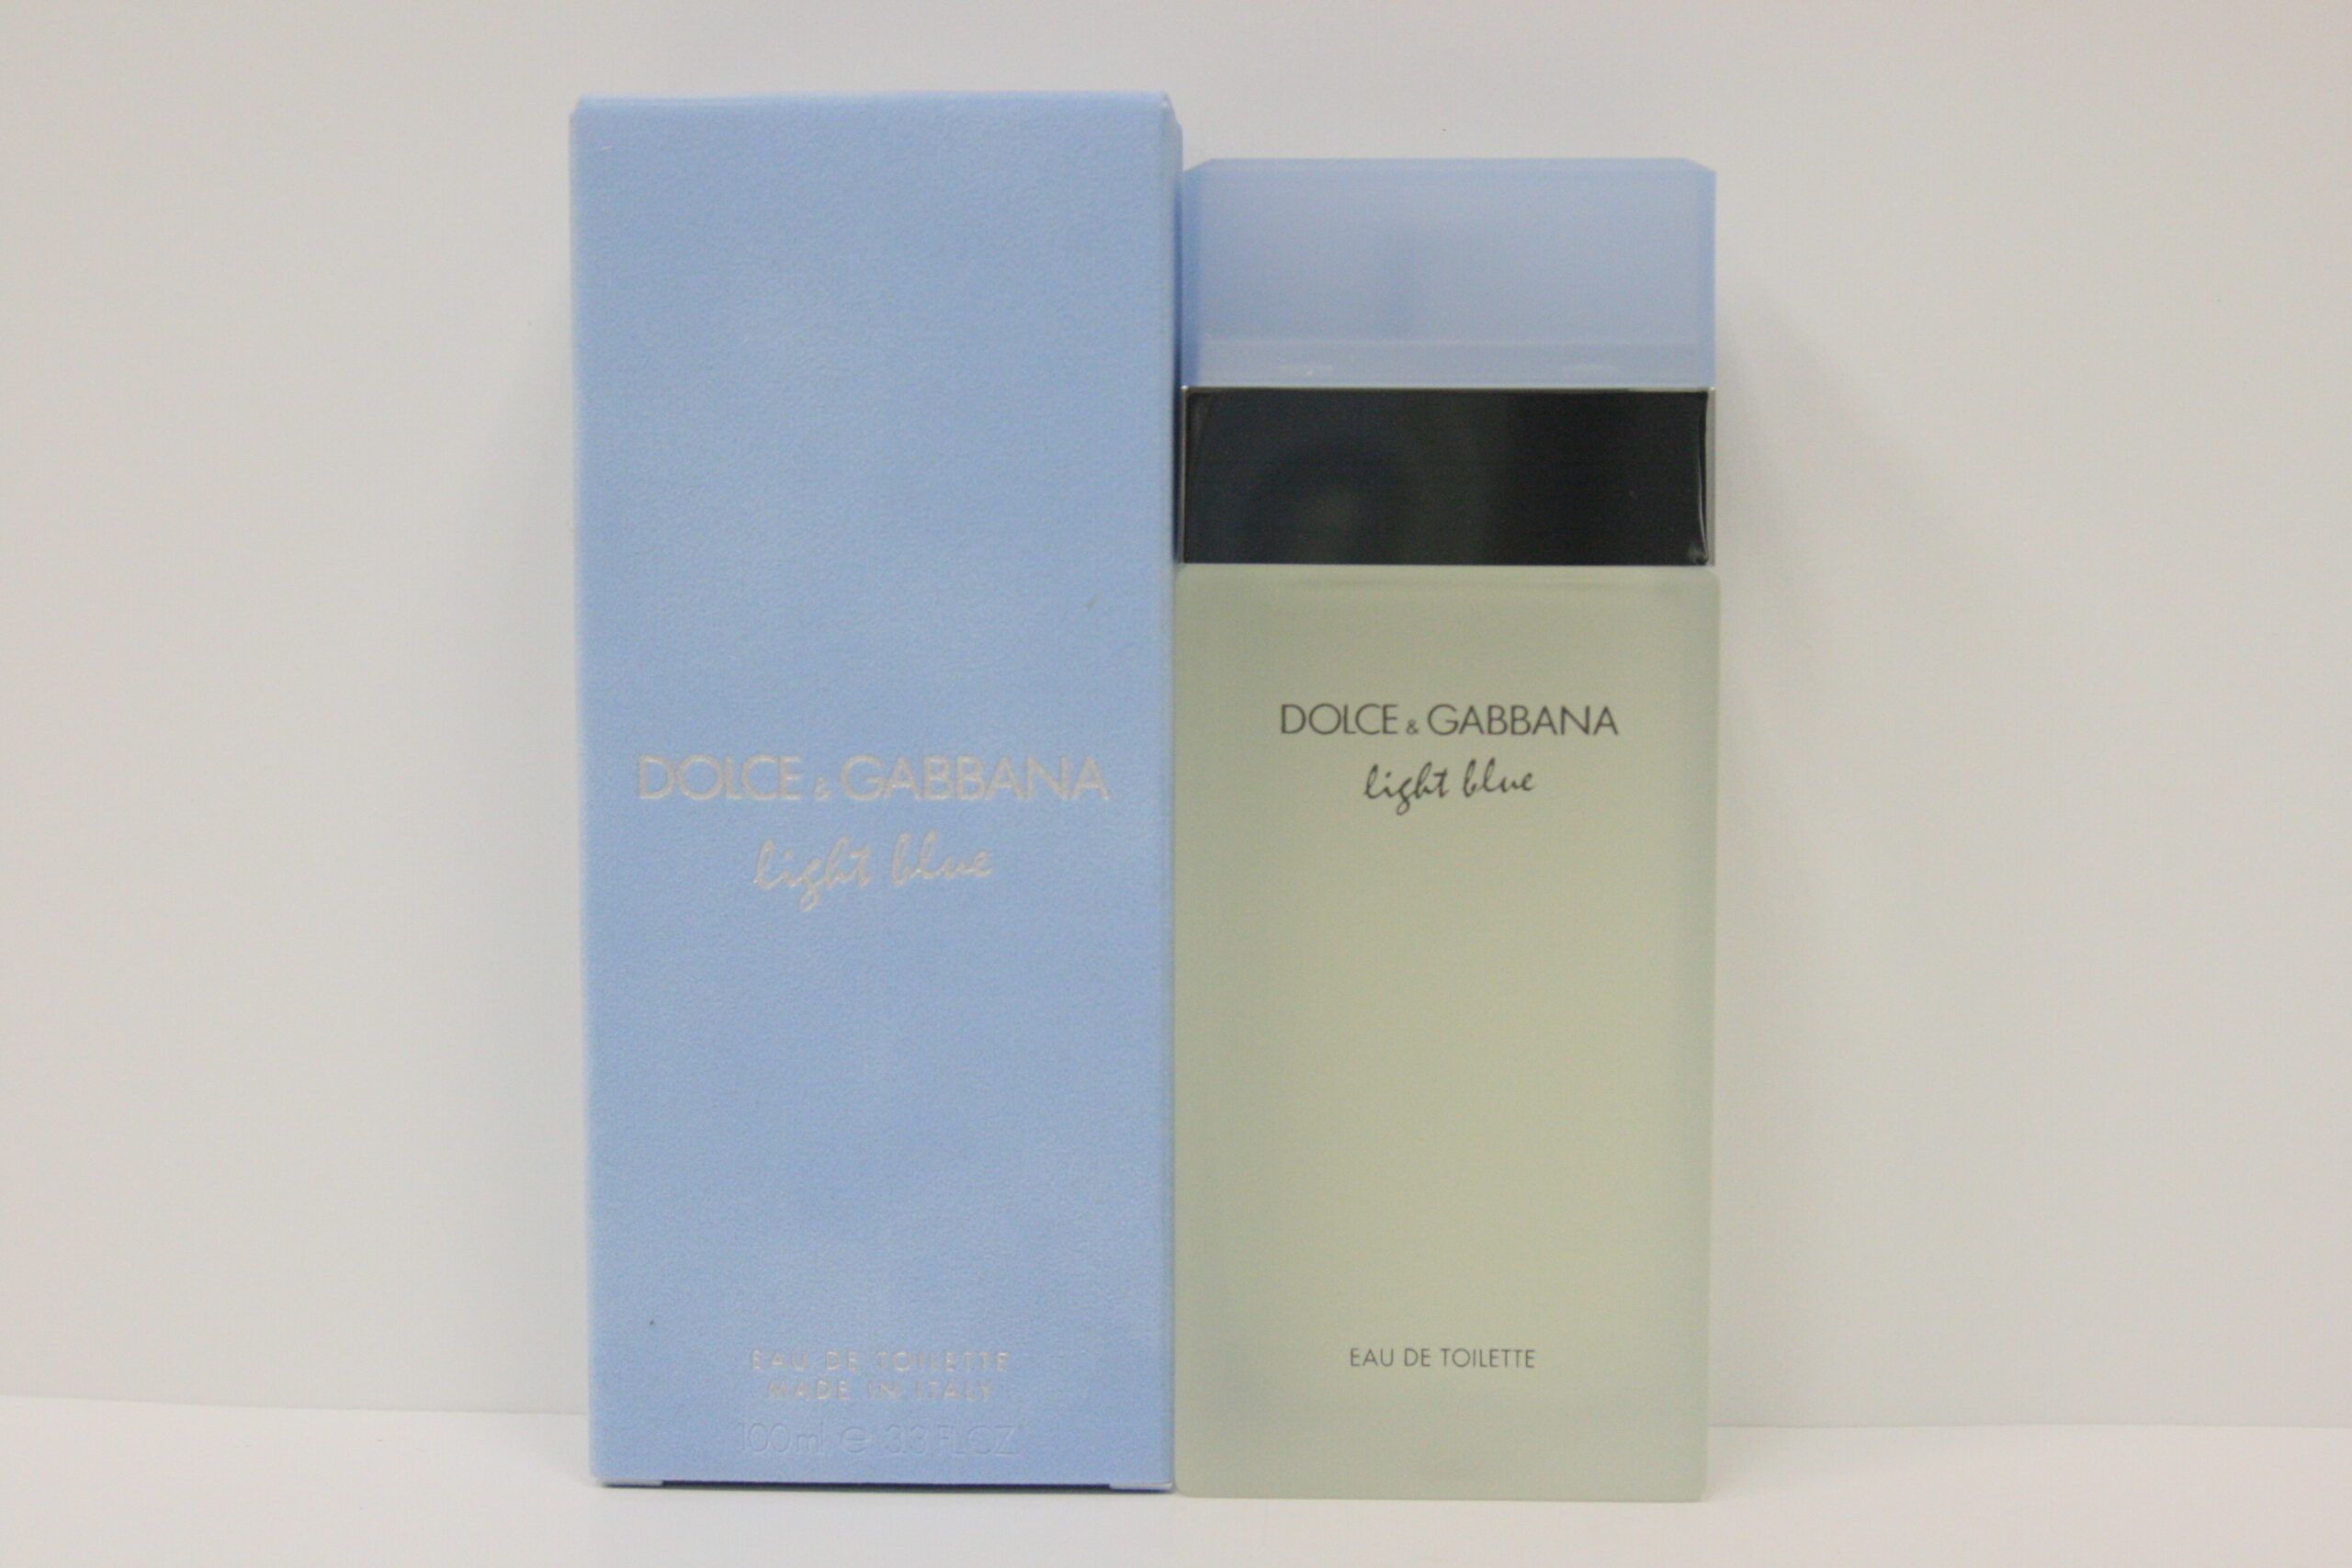 DOLCE & GABBANA
light blue
EAU DE TOILETTE
MADE IN ITALY
100ml e 3.3 FL.OZ
DOLCE & GABBANA
light blue
EAU DE TOILETTE